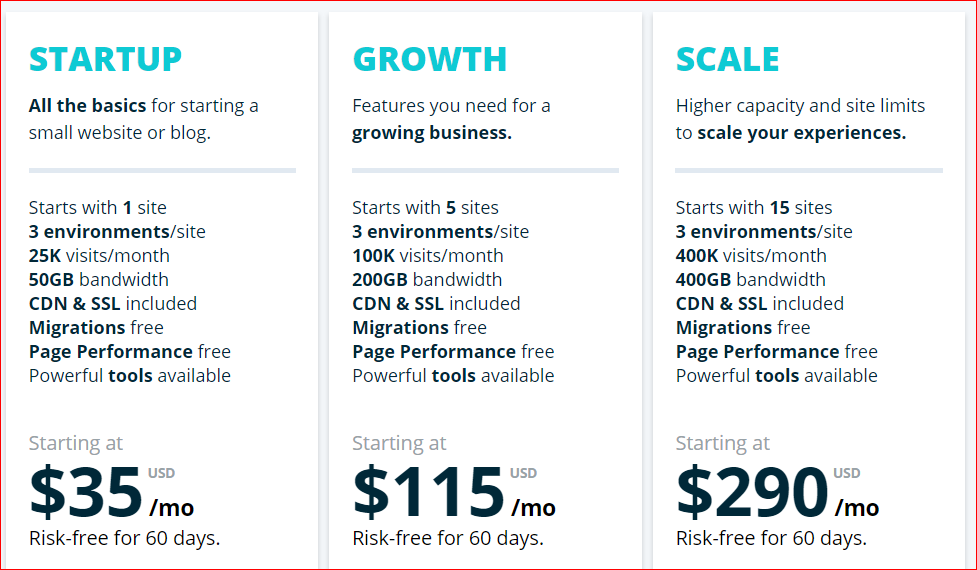 STARTUP
All the basics for starting a
small website or blog.
Starts with 1 site
3 environments/site
25K visits/month
50GB bandwidth
CDN & SSL included
Migrations free
Page Performance free
Powerful tools available
Starting at
$35 USD /mo
Risk-free for 60 days.
GROWTH
Features you need for a
growing business.
Starts with 5 sites
3 environments/site
100K visits/month
200GB bandwidth
CDN & SSL included
Migrations free
Page Performance free
Powerful tools available
Starting at
$115 USD /mo
Risk-free for 60 days.
SCALE
Higher capacity and site limits
to scale your experiences.
Starts with 15 sites
3 environments/site
400K visits/month
400GB bandwidth
CDN & SSL included
Migrations free
Page Performance free
Powerful tools available
Starting at
$290 USD /mo
Risk-free for 60 days.